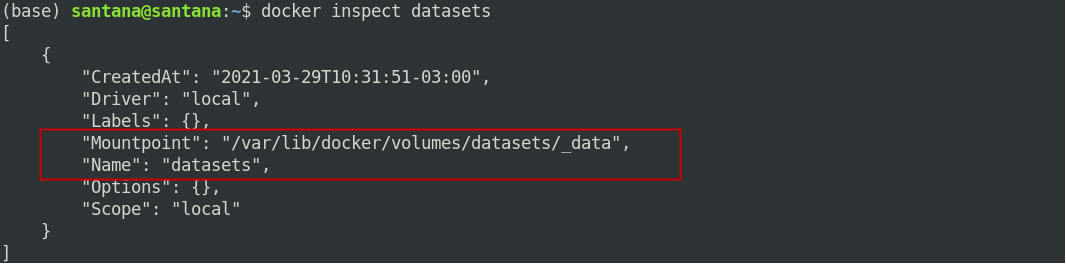 (base) santana@santana:~$ docker inspect datasets
[
    {
        "CreatedAt": "2021-03-29T10:31:51-03:00",
        "Driver": "local",
        "Labels": {},
        "Mountpoint": "/var/lib/docker/volumes/datasets/_data",
        "Name": "datasets",
        "Options": {},
        "Scope": "local"
    }
]